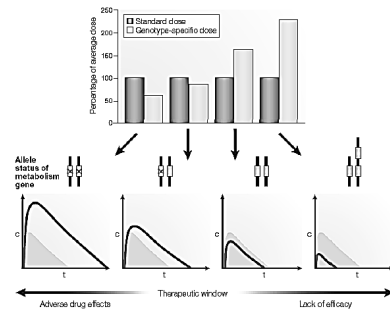 Percentage of average dose
250
200
150
100
50
0
Standard dose
Genotype-specific dose
Allele
status of
metabolism
gene
c
t
c
t
c
t
c
t
Therapeutic window
Adverse drug effects
Lack of efficacy